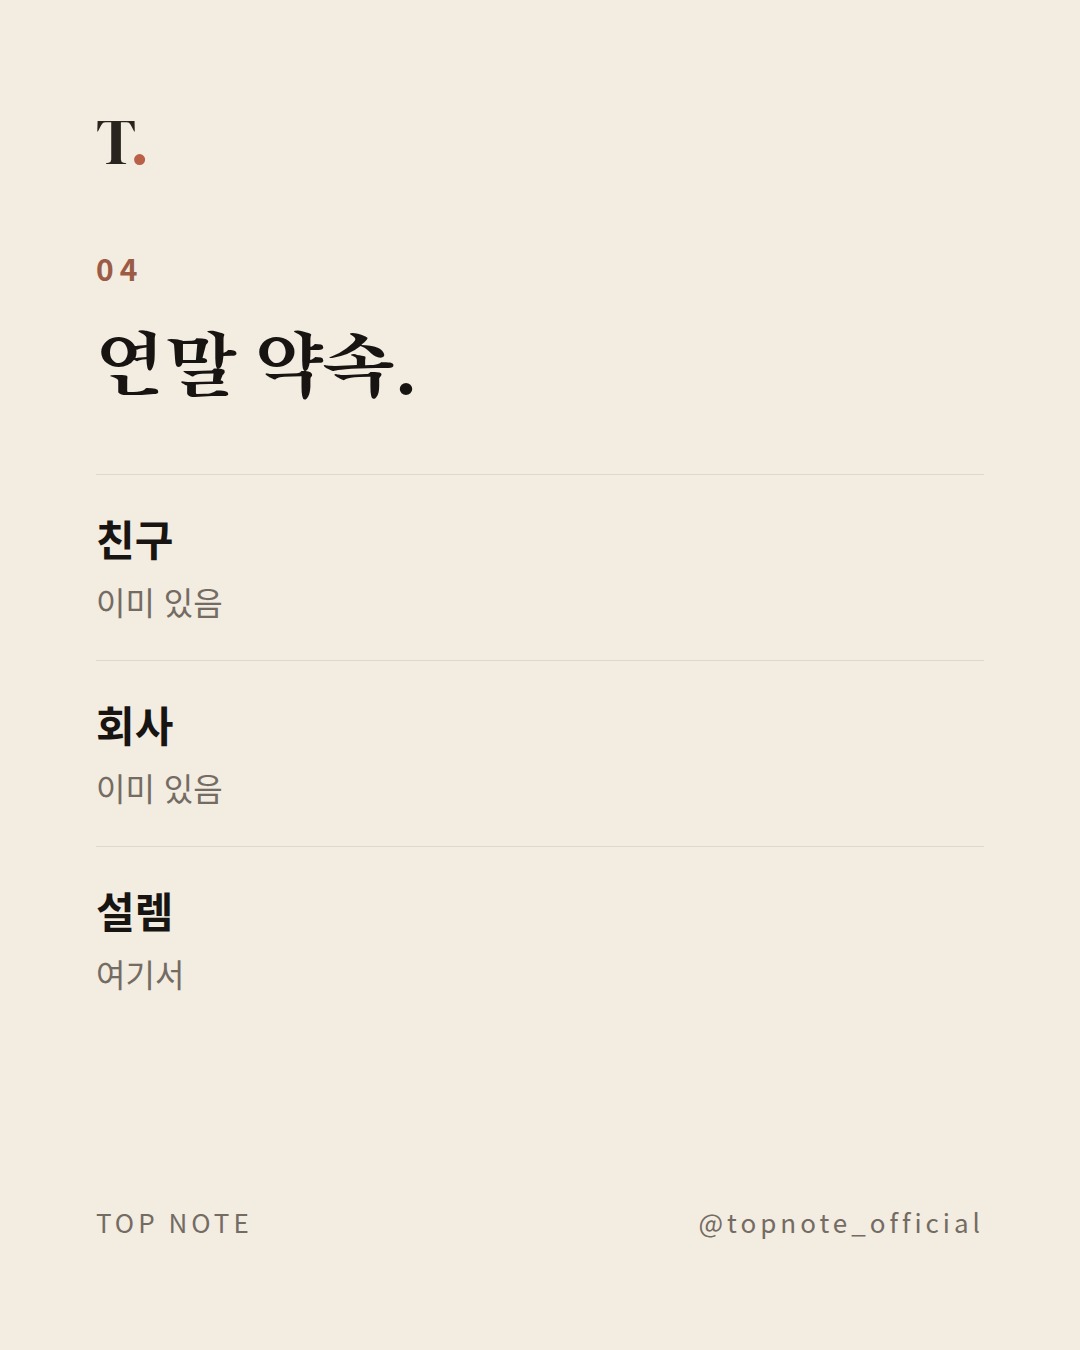 T.
04
연말 약속.
친구
이미 있음
회사
이미 있음
설렘
여기서
TOP NOTE
@topnote_official